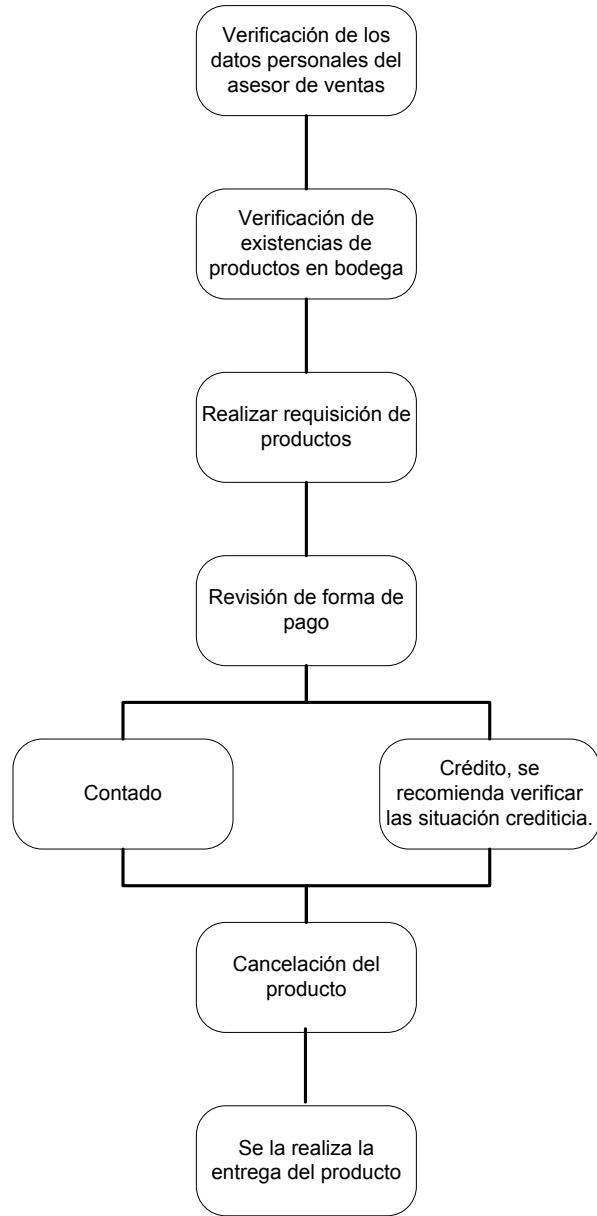 Verificación de los
datos personales del
asesor de ventas
Verificación de
existencias de
productos en bodega
Realizar requisición de
productos
Revisión de forma de
pago
Contado
Crédito, se
recomienda verificar
las situación crediticia.
Cancelación del
producto
Se la realiza la
entrega del producto